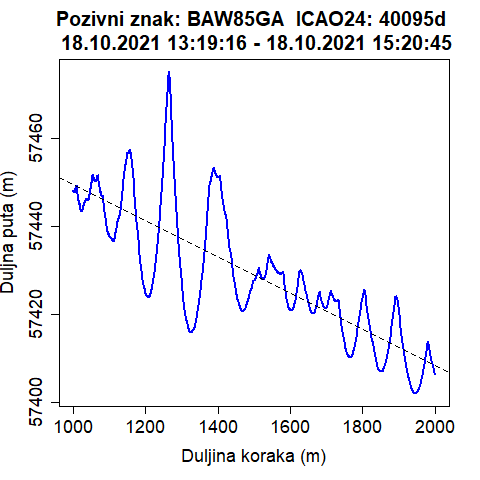 Pozivni znak: BAW85GA  ICAO24: 40095d
18.10.2021 13:19:16 - 18.10.2021 15:20:45
Duljna puta (m)
57460
57440
57420
57400
1000 1200 1400 1600 1800 2000
Duljina koraka (m)